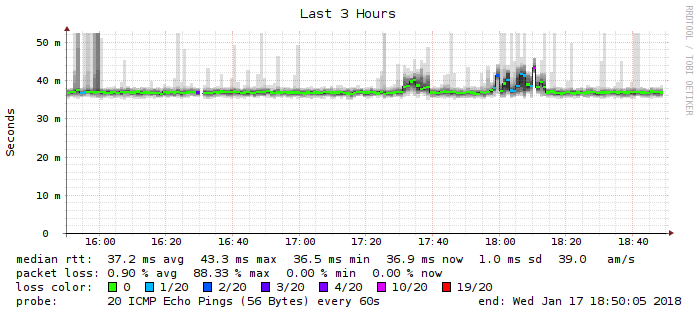 Last 3 Hours
RRDTOOL / TOBI OETIKER
Seconds
50 m
40 m
30 m
20 m
10 m
0
16:00 16:20 16:40 17:00 17:20 17:40 18:00 18:20 18:40
median rtt: 37.2 ms avg 43.3 ms max 36.5 ms min 36.9 ms now 1.0 ms sd 39.0 am/s
packet loss: 0.90 % avg 88.33 % max 0.00 % min 0.00 % now
loss color: 0 1/20 2/20 3/20 4/20 10/20 19/20
probe: 20 ICMP Echo Pings (56 Bytes) every 60s end: Wed Jan 17 18:50:05 2018